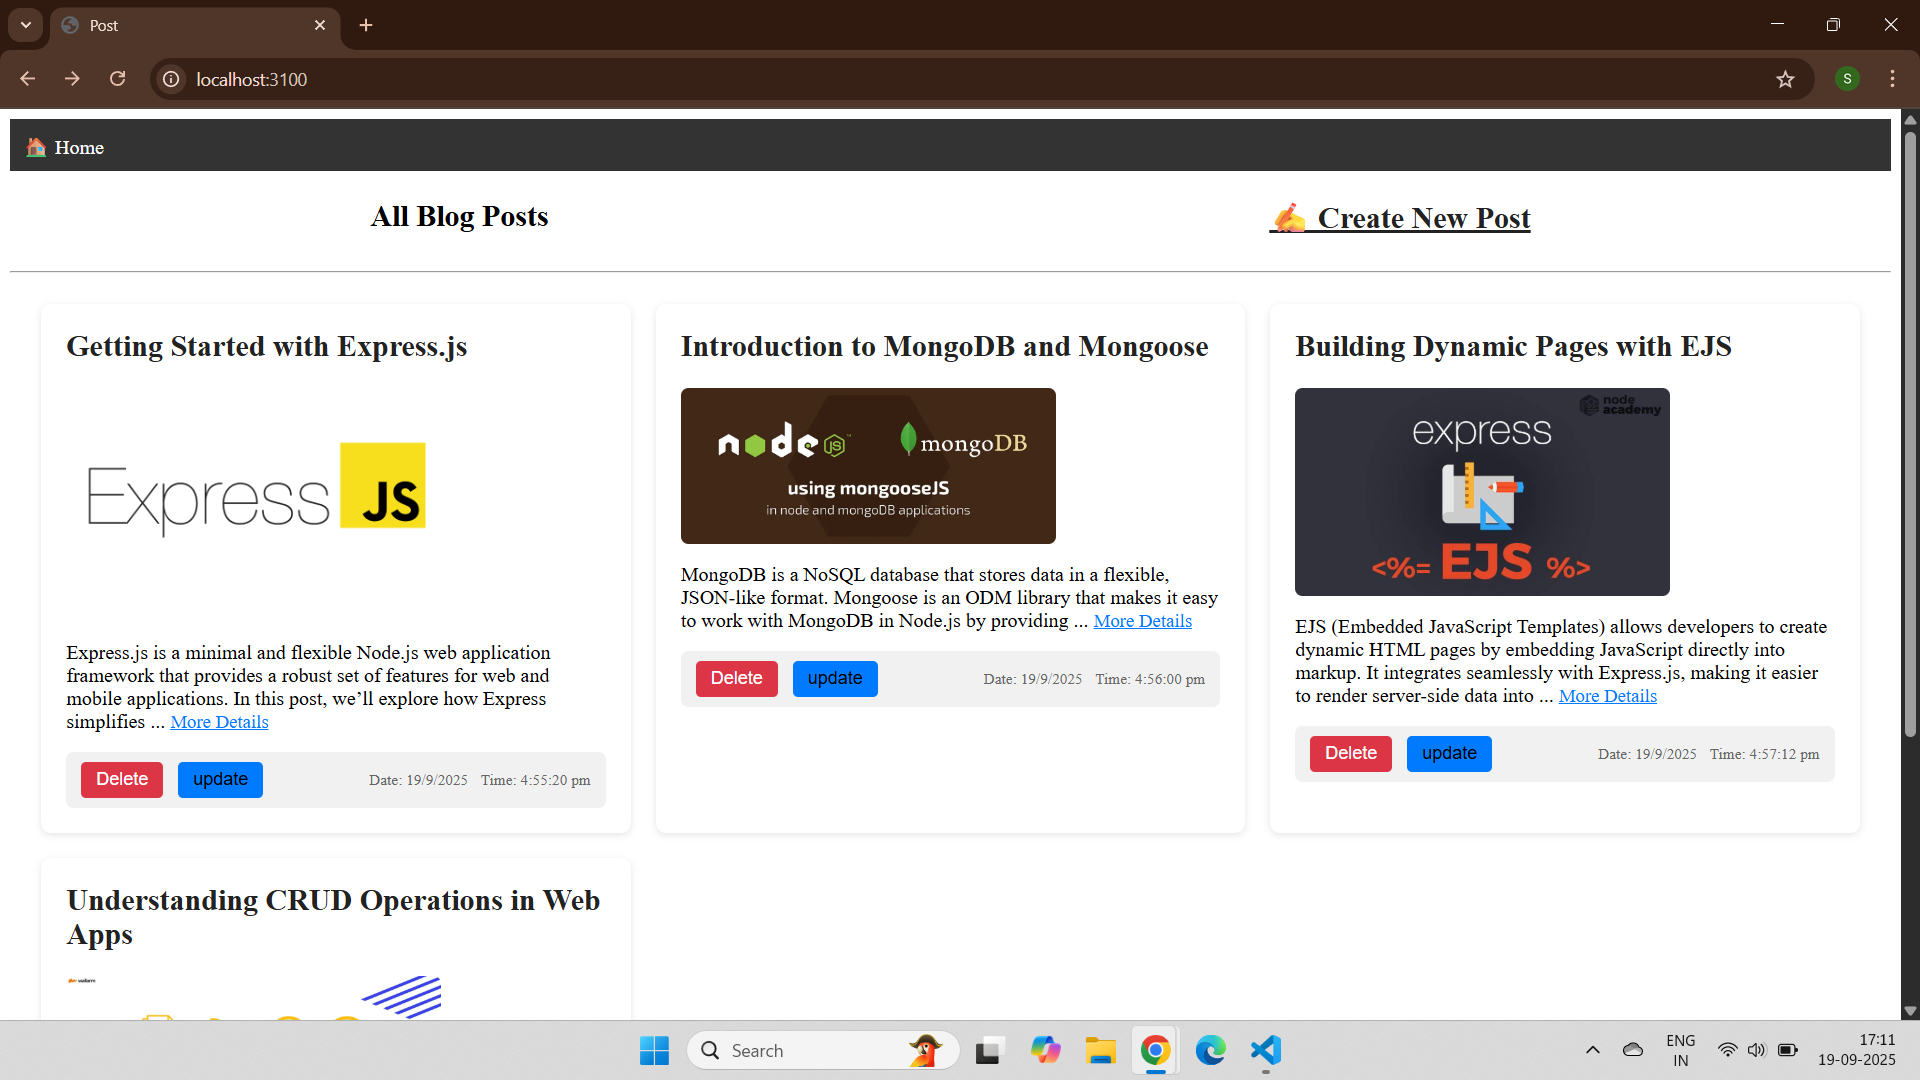 Post
localhost:3100
S
Home
All Blog Posts
Create New Post
Getting Started with Express.js
Express JS
Express.js is a minimal and flexible Node.js web application
framework that provides a robust set of features for web and
mobile applications. In this post, we’ll explore how Express
simplifies ... More Details
Delete update Date: 19/9/2025 Time: 4:55:20 pm
Introduction to MongoDB and Mongoose
node JS mongoDB
using mongooseJS
in node and mongoDB applications
MongoDB is a NoSQL database that stores data in a flexible,
JSON-like format. Mongoose is an ODM library that makes it easy
to work with MongoDB in Node.js by providing ... More Details
Delete update Date: 19/9/2025 Time: 4:56:00 pm
Building Dynamic Pages with EJS
node
academy
express
<%= EJS %>
EJS (Embedded JavaScript Templates) allows developers to create
dynamic HTML pages by embedding JavaScript directly into
markup. It integrates seamlessly with Express.js, making it easier
to render server-side data into ... More Details
Delete update Date: 19/9/2025 Time: 4:57:12 pm
Understanding CRUD Operations in Web
Apps
Search
ENG
IN
17:11
19-09-2025